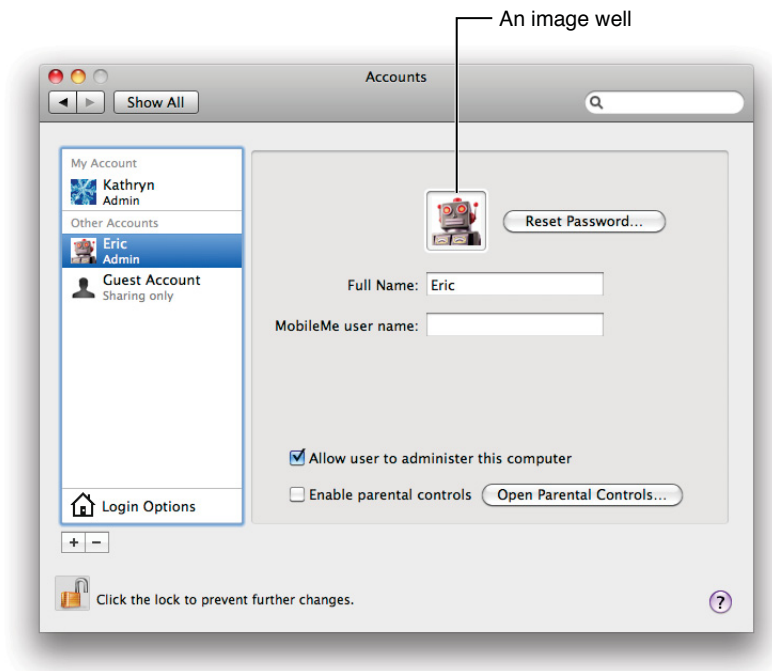 An image well
Accounts
Show All
My Account
Kathryn
Admin
Other Accounts
Eric
Admin
Guest Account
Sharing only
Login Options
Reset Password...
Full Name: Eric
MobileMe user name:
Allow user to administer this computer
Enable parental controls Open Parental Controls...
+ −
Click the lock to prevent further changes.
?